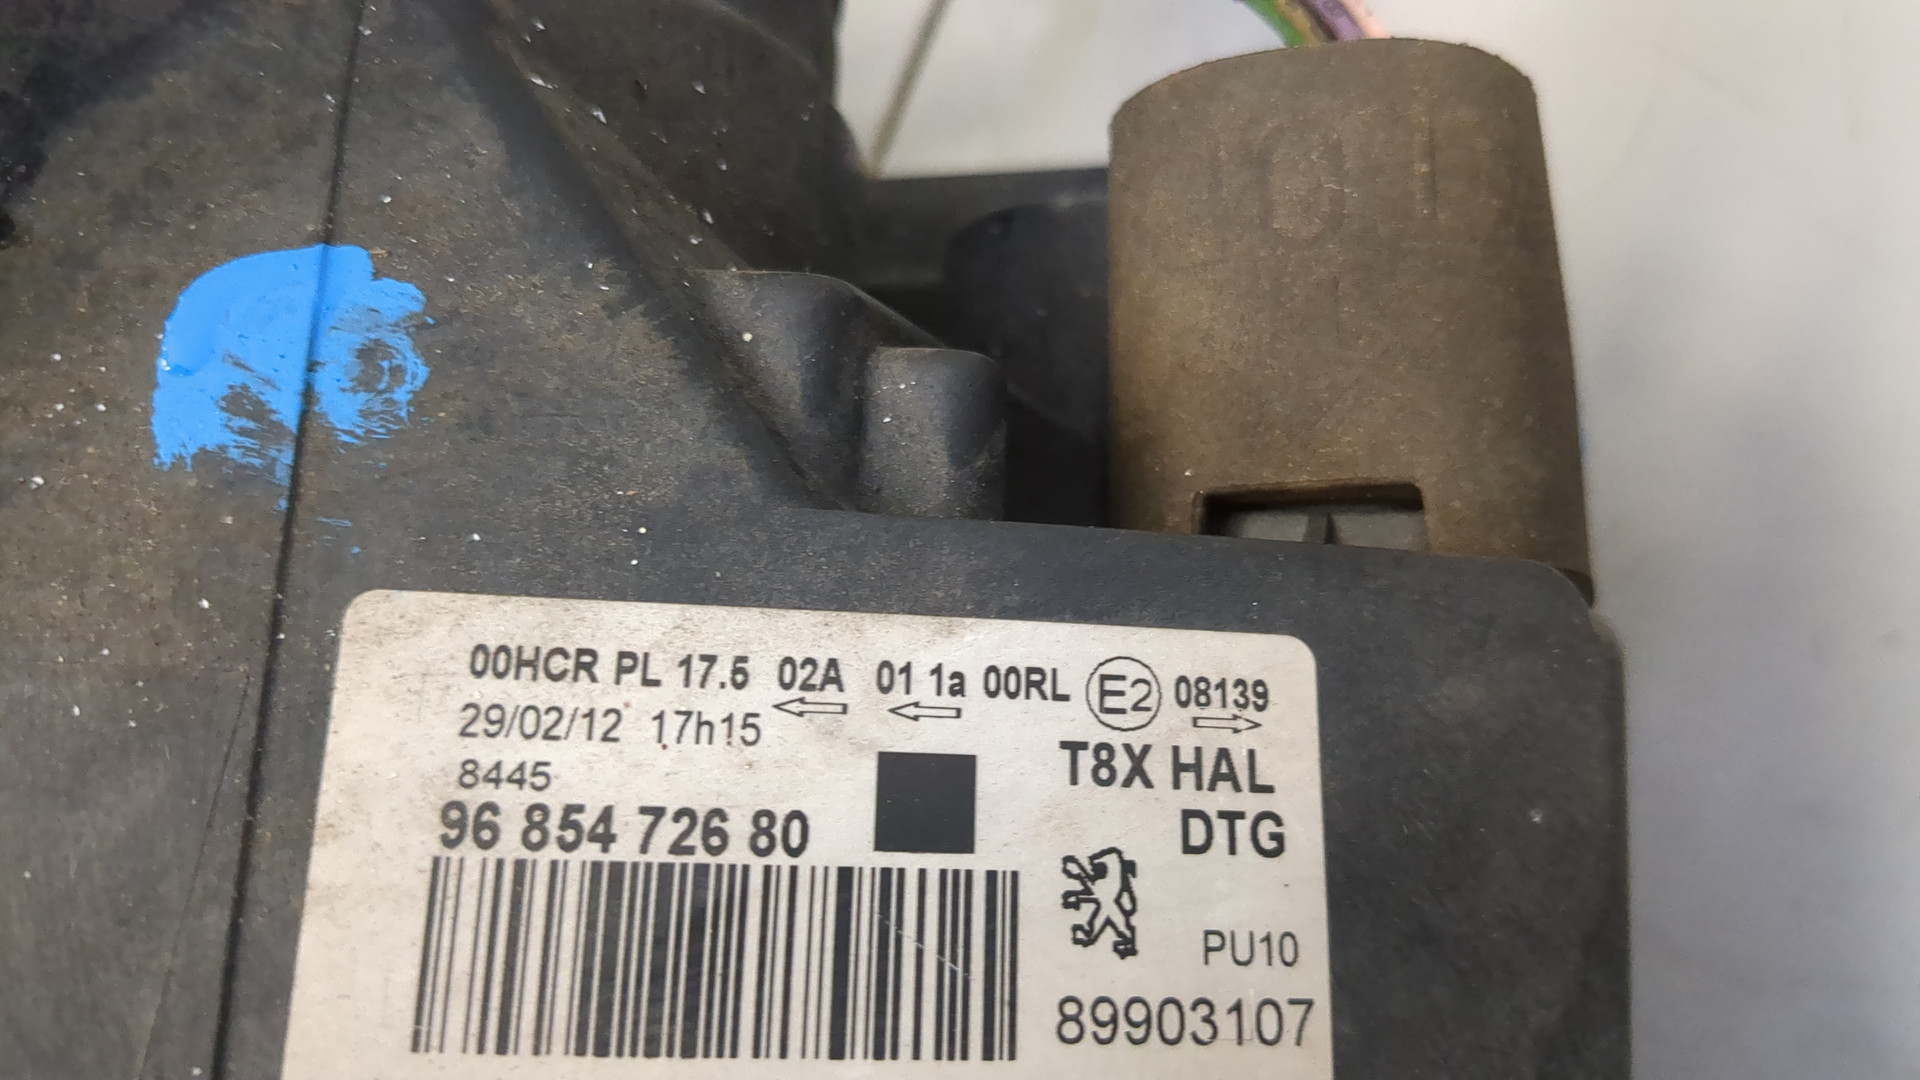 00HCR PL 17.5 02A 01 1a 00RL E2 08139
29/02/12 17h15
8445
T8X HAL
96 854 726 80
DTG
PU10
89903107